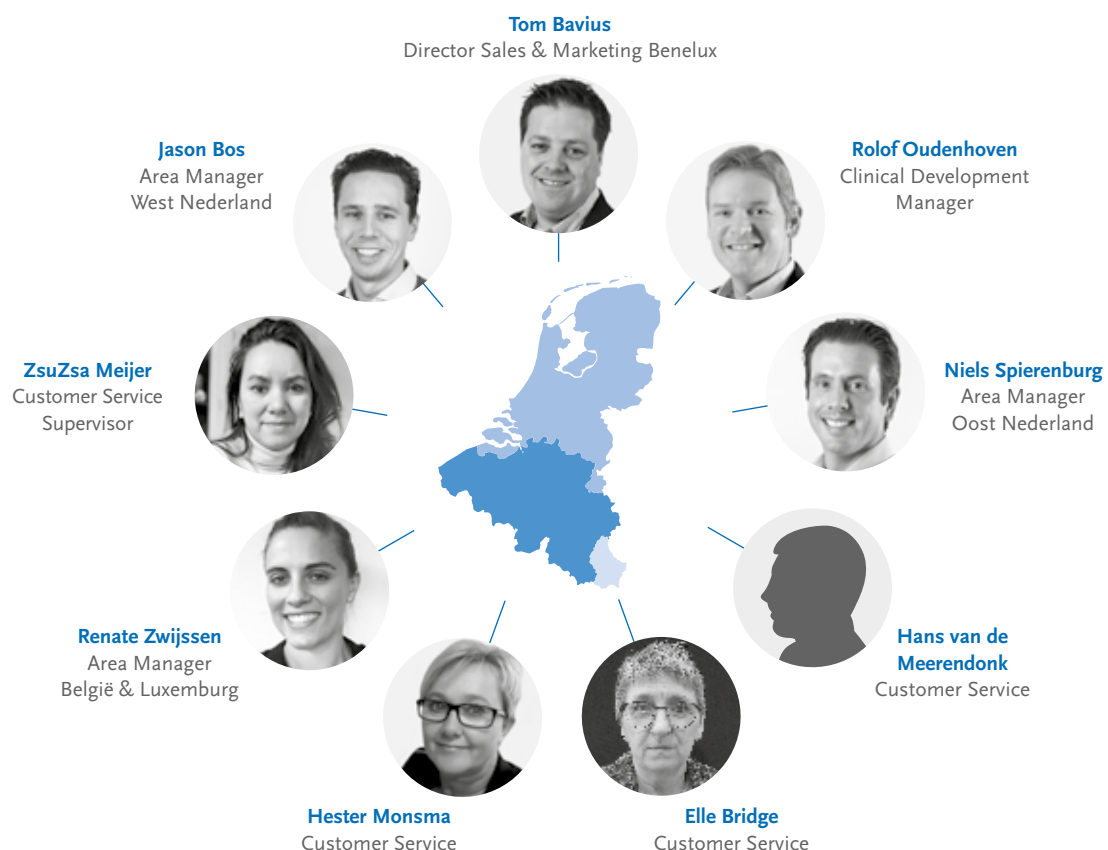 Tom Bavius
Director Sales & Marketing Benelux
Jason Bos
Area Manager
West Nederland
Rolof Oudenhoven
Clinical Development
Manager
ZsuZsa Meijer
Customer Service
Supervisor
Niels Spierenburg
Area Manager
Oost Nederland
Renate Zwijssen
Area Manager
België & Luxemburg
Hans van de
Meerendonk
Customer Service
Hester Monsma
Customer Service
Elle Bridge
Customer Service